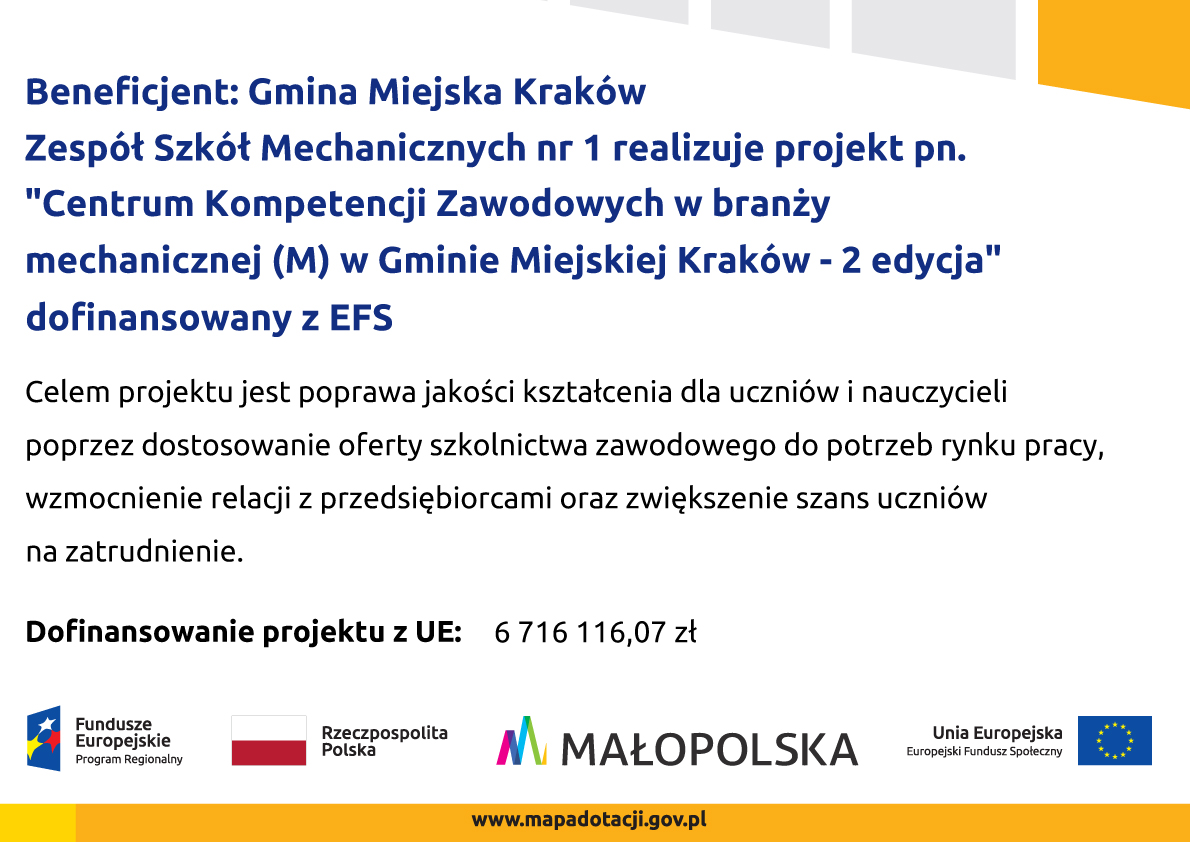 Beneficjent: Gmina Miejska Kraków
Zespół Szkół Mechanicznych nr 1 realizuje projekt pn.
"Centrum Kompetencji Zawodowych w branży
mechanicznej (M) w Gminie Miejskiej Kraków - 2 edycja"
dofinansowany z EFS
Celem projektu jest poprawa jakości kształcenia dla uczniów i nauczycieli
poprzez dostosowanie oferty szkolnictwa zawodowego do potrzeb rynku pracy,
wzmocnienie relacji z przedsiębiorcami oraz zwiększenie szans uczniów
na zatrudnienie.
Dofinansowanie projektu z UE: 6 716 116,07 zł
Fundusze
Europejskie
Program Regionalny
Rzeczpospolita
Polska
MAŁOPOLSKA
Unia Europejska
Europejski Fundusz Społeczny
www.mapadotacji.gov.pl